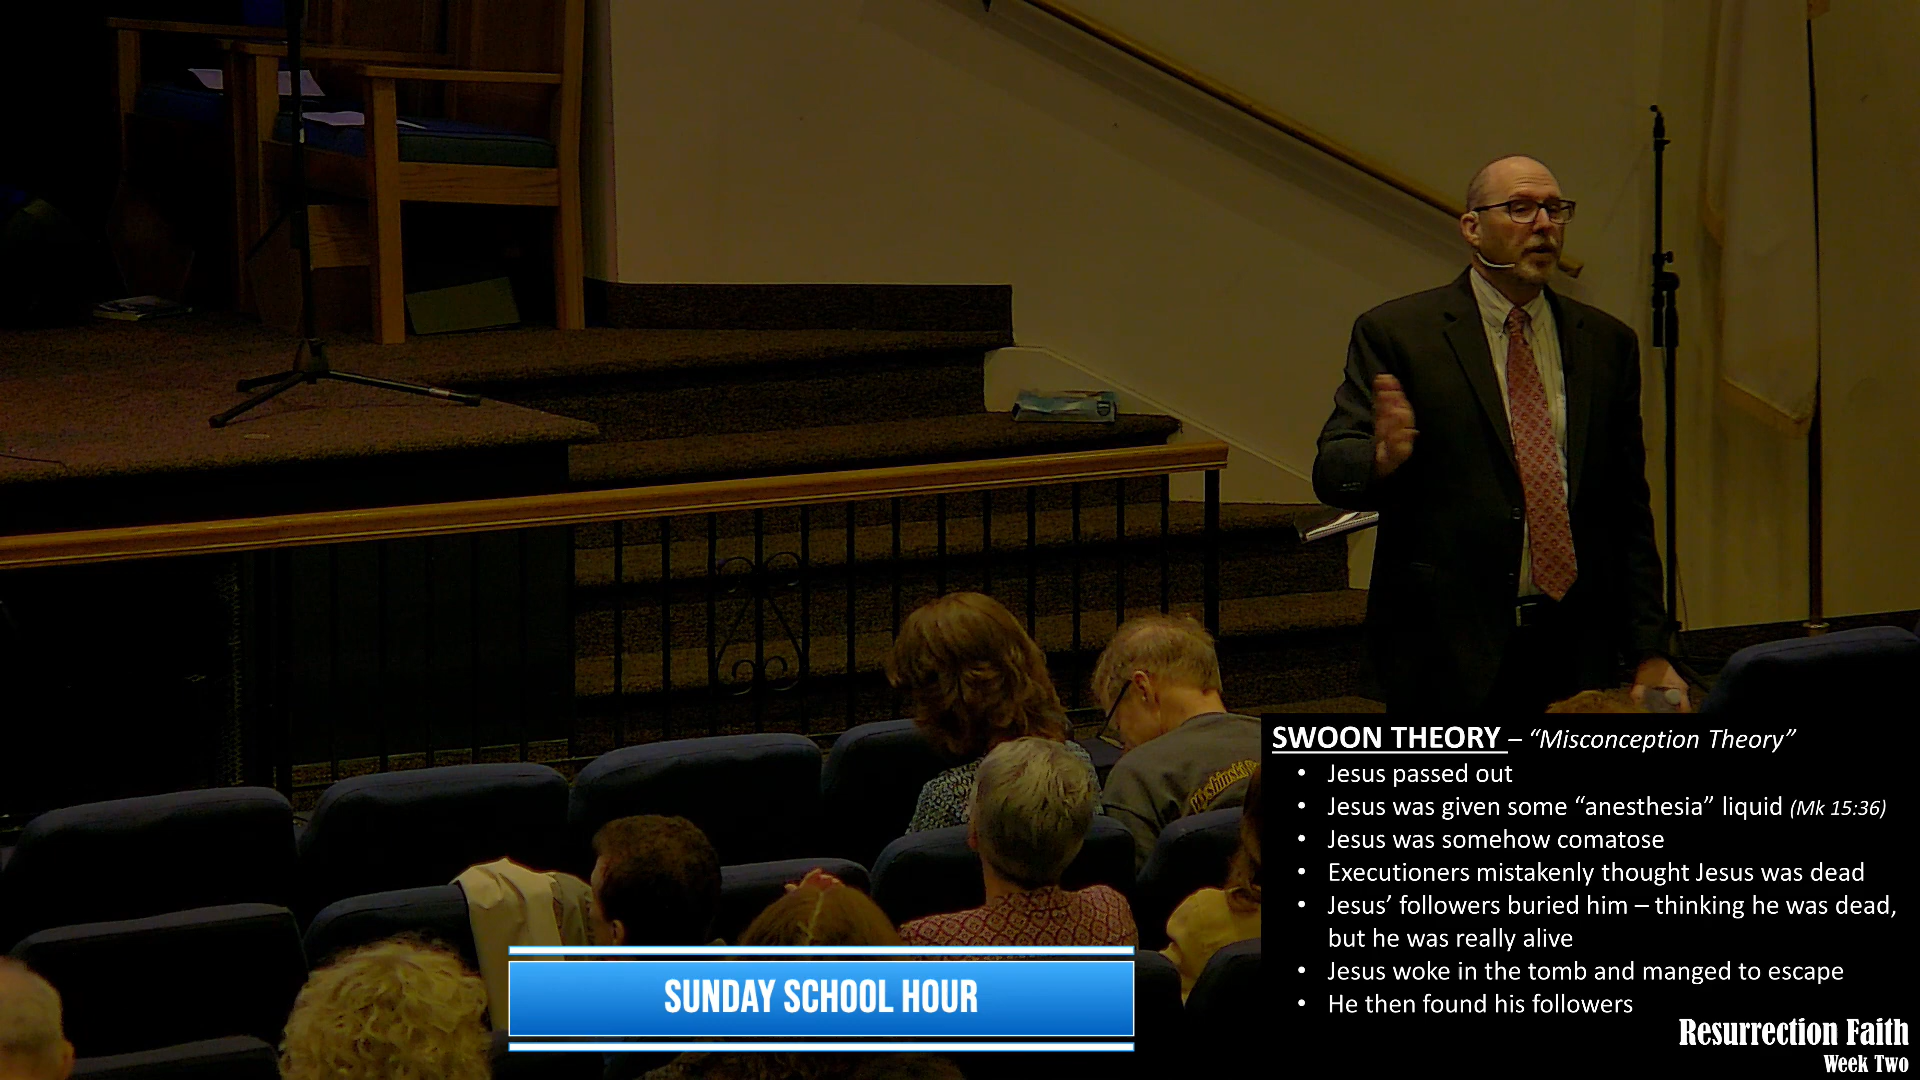 SWOON THEORY – “Misconception Theory”
• Jesus passed out
• Jesus was given some “anesthesia” liquid (Mk 15:36)
• Jesus was somehow comatose
• Executioners mistakenly thought Jesus was dead
• Jesus’ followers buried him – thinking he was dead,
but he was really alive
• Jesus woke in the tomb and manged to escape
• He then found his followers
SUNDAY SCHOOL HOUR
Resurrection Faith
Week Two